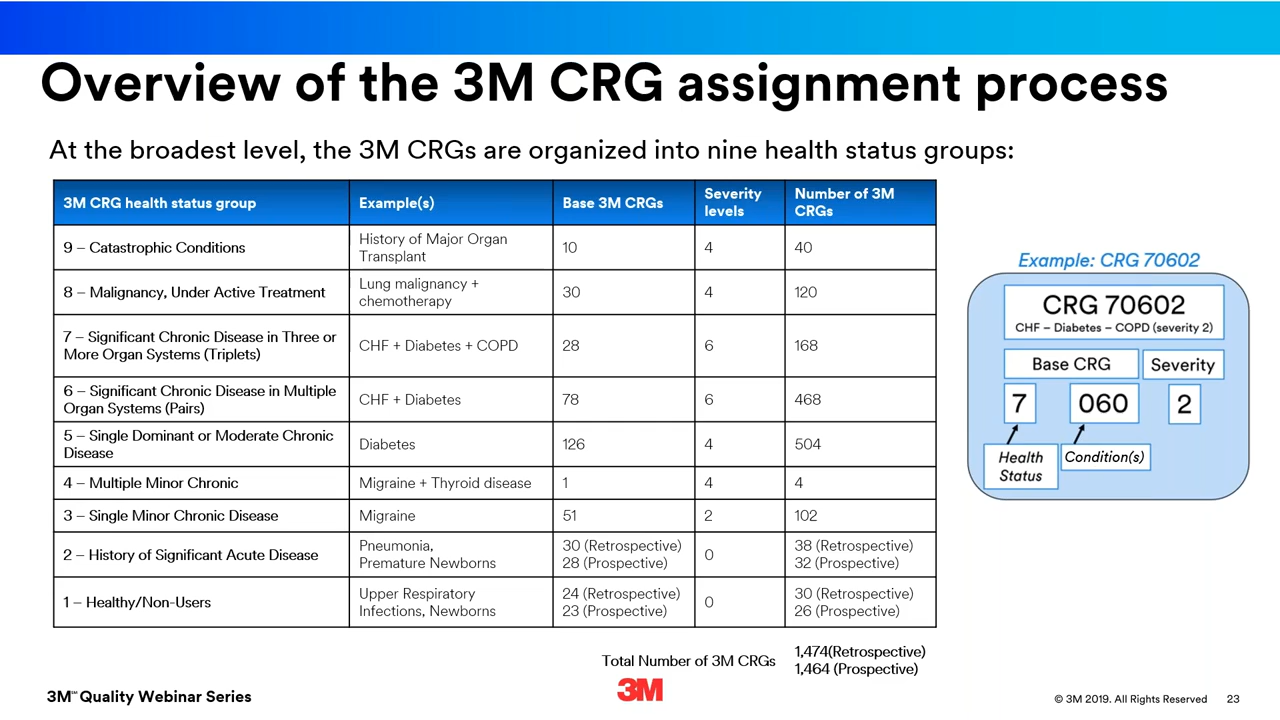 Overview of the 3M CRG assignment process
At the broadest level, the 3M CRGs are organized into nine health status groups:
3M CRG health status group
Example(s)
Base 3M CRGs
Severity
levels
Number of 3M
CRGs
9 – Catastrophic Conditions
History of Major Organ
Transplant
10
4
40
8 – Malignancy, Under Active Treatment
Lung malignancy +
chemotherapy
30
4
120
7 – Significant Chronic Disease in Three or
More Organ Systems (Triplets)
CHF + Diabetes + COPD
28
6
168
6 – Significant Chronic Disease in Multiple
Organ Systems (Pairs)
CHF + Diabetes
78
6
468
5 – Single Dominant or Moderate Chronic
Disease
Diabetes
126
4
504
4 – Multiple Minor Chronic
Migraine + Thyroid disease
1
4
4
3 – Single Minor Chronic Disease
Migraine
51
2
102
2 – History of Significant Acute Disease
Pneumonia,
Premature Newborns
30 (Retrospective)
28 (Prospective)
0
38 (Retrospective)
32 (Prospective)
1 – Healthy/Non-Users
Upper Respiratory
Infections, Newborns
24 (Retrospective)
23 (Prospective)
0
30 (Retrospective)
26 (Prospective)
Total Number of 3M CRGs
1,474(Retrospective)
1,464 (Prospective)
Example: CRG 70602
CRG 70602
CHF – Diabetes – COPD (severity 2)
Base CRG
Severity
7
060
2
Health
Status
Condition(s)
3M℠ Quality Webinar Series
3M
© 3M 2019. All Rights Reserved
23